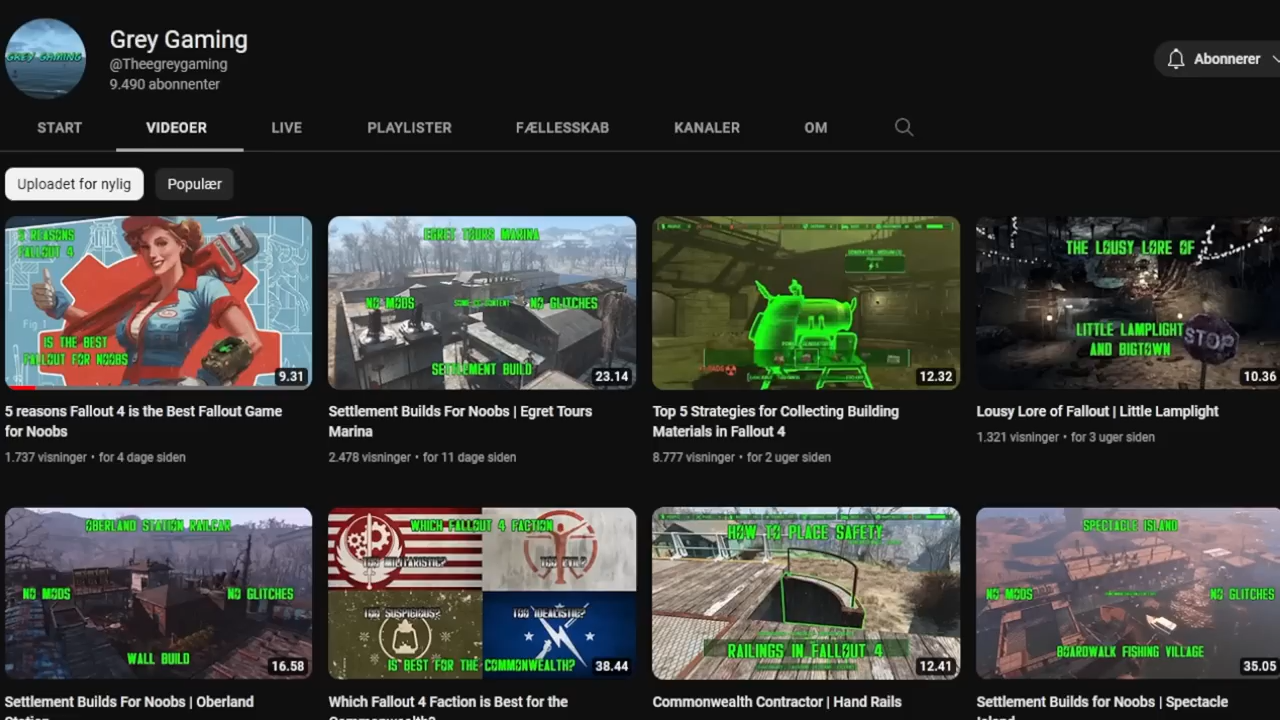 GREY GAMING
Grey Gaming
@Theegreygaming
9.490 abonnenter
Abonnerer
START
VIDEOER
LIVE
PLAYLISTER
FÆLLESSKAB
KANALER
OM
Uploadet for nylig
Populær
5 REASONS
FALLOUT 4
IS THE BEST
FALLOUT FOR NOOBS
9.31
EGRET TOURS MARINA
NO MODS
NO GLITCHES
SETTLEMENT BUILD
23.14
12.32
THE LOUSY LORE OF
LITTLE LAMPLIGHT
AND BIGTOWN
STOP
10.36
5 reasons Fallout 4 is the Best Fallout Game
for Noobs
1.737 visninger • for 4 dage siden
Settlement Builds For Noobs | Egret Tours
Marina
2.478 visninger • for 11 dage siden
Top 5 Strategies for Collecting Building
Materials in Fallout 4
8.777 visninger • for 2 uger siden
Lousy Lore of Fallout | Little Lamplight
1.321 visninger • for 3 uger siden
OBERLAND STATION RAILCAR
NO MODS
NO GLITCHES
WALL BUILD
16.58
WHICH FALLOUT 4 FACTION
TOO MILITARISTIC?
TOO EVIL?
TOO SUSPICIOUS?
TOO IDEALISTIC?
IS BEST FOR THE COMMONWEALTH?
38.44
HOW TO PLACE SAFETY
RAILINGS IN FALLOUT 4
12.41
SPECTACLE ISLAND
NO MODS
NO GLITCHES
BOARDWALK FISHING VILLAGE
35.05
Settlement Builds For Noobs | Oberland
Station
Which Fallout 4 Faction is Best for the
Commonwealth?
Commonwealth Contractor | Hand Rails
Settlement Builds for Noobs | Spectacle
Island